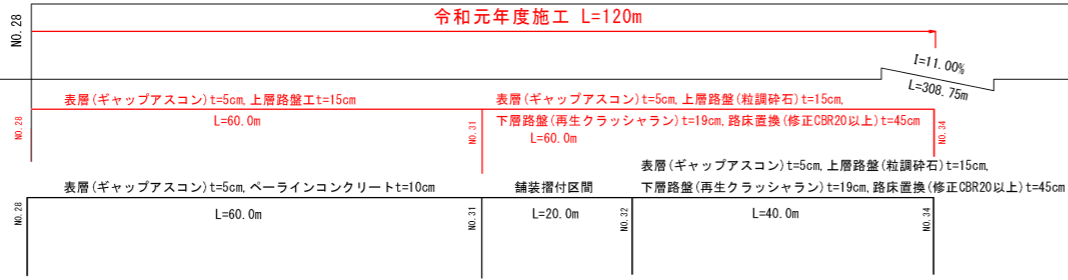 令和元年度施工 L=120m
NO.28
I=11.00%
L=308.75m
表層(ギャップアスコン)t=5cm,上層路盤工t=15cm
表層(ギャップアスコン)t=5cm,上層路盤(粒調砕石)t=15cm,
L=60.0m
下層路盤(再生クラッシャラン)t=19cm,路床置換(修正CBR20以上)t=45cm
L=60.0m
NO.28
NO.31
NO.34
表層(ギャップアスコン)t=5cm,上層路盤(粒調砕石)t=15cm,
表層(ギャップアスコン)t=5cm,ペーラインコンクリートt=10cm
舗装摺付区間
下層路盤(再生クラッシャラン)t=19cm,路床置換(修正CBR20以上)t=45cm
L=60.0m
L=20.0m
L=40.0m
NO.28
NO.31
NO.32
NO.34